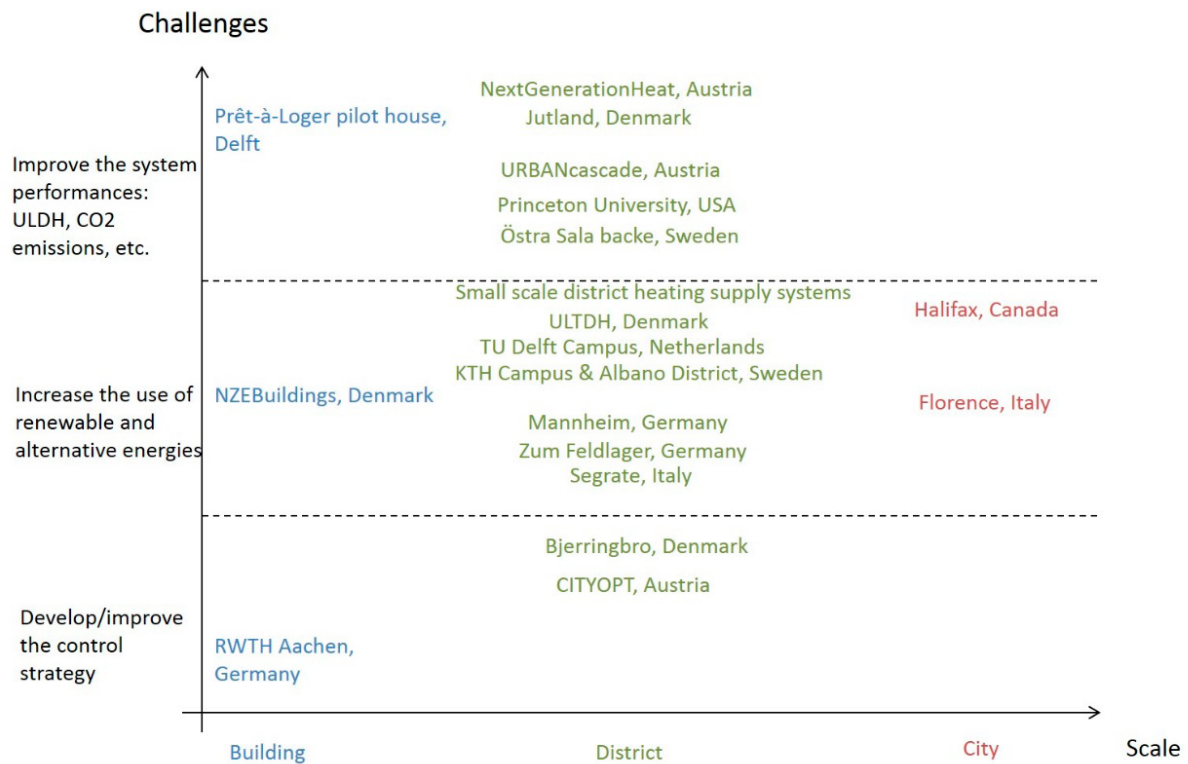 Challenges
Improve the system
performances:
ULDH, CO2
emissions, etc.
Prêt-à-Loger pilot house,
Delft
NextGenerationHeat, Austria
Jutland, Denmark
URBANcascade, Austria
Princeton University, USA
Östra Sala backe, Sweden
Increase the use of
renewable and
alternative energies
NZEBuildings, Denmark
Small scale district heating supply systems
ULTDH, Denmark
TU Delft Campus, Netherlands
KTH Campus & Albano District, Sweden
Mannheim, Germany
Zum Feldlager, Germany
Segrate, Italy
Halifax, Canada
Florence, Italy
Develop/improve
the control
strategy
RWTH Aachen,
Germany
Bjerringbro, Denmark
CITYOPT, Austria
Building
District
City
Scale